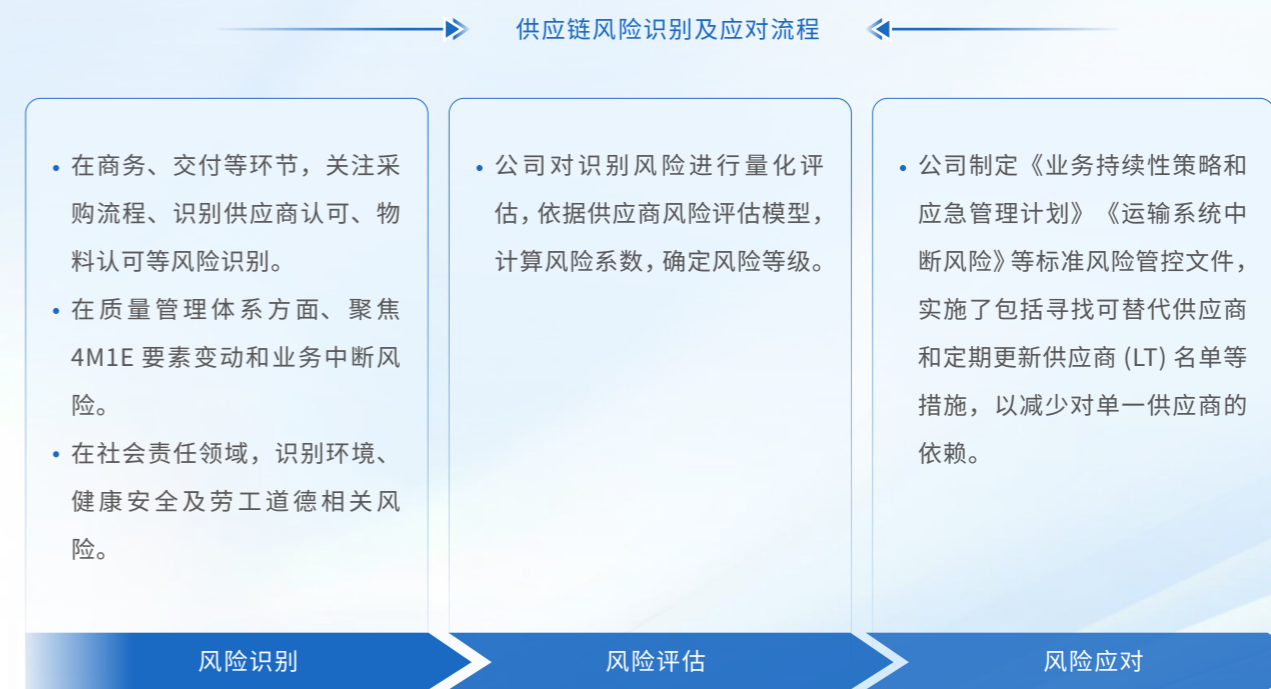 供应链风险识别及应对流程
• 在商务、交付等环节，关注采
购流程、识别供应商认可、物
料认可等风险识别。
• 在质量管理体系方面、聚焦
4M1E 要素变动和业务中断风
险。
• 在社会责任领域，识别环境、
健康安全及劳工道德相关风
险。
• 公司对识别风险进行量化评
估，依据供应商风险评估模型，
计算风险系数，确定风险等级。
• 公司制定《业务持续性策略和
应急管理计划》《运输系统中
断风险》等标准风险管控文件，
实施了包括寻找可替代供应商
和定期更新供应商 (LT) 名单等
措施，以减少对单一供应商的
依赖。
风险识别
风险评估
风险应对